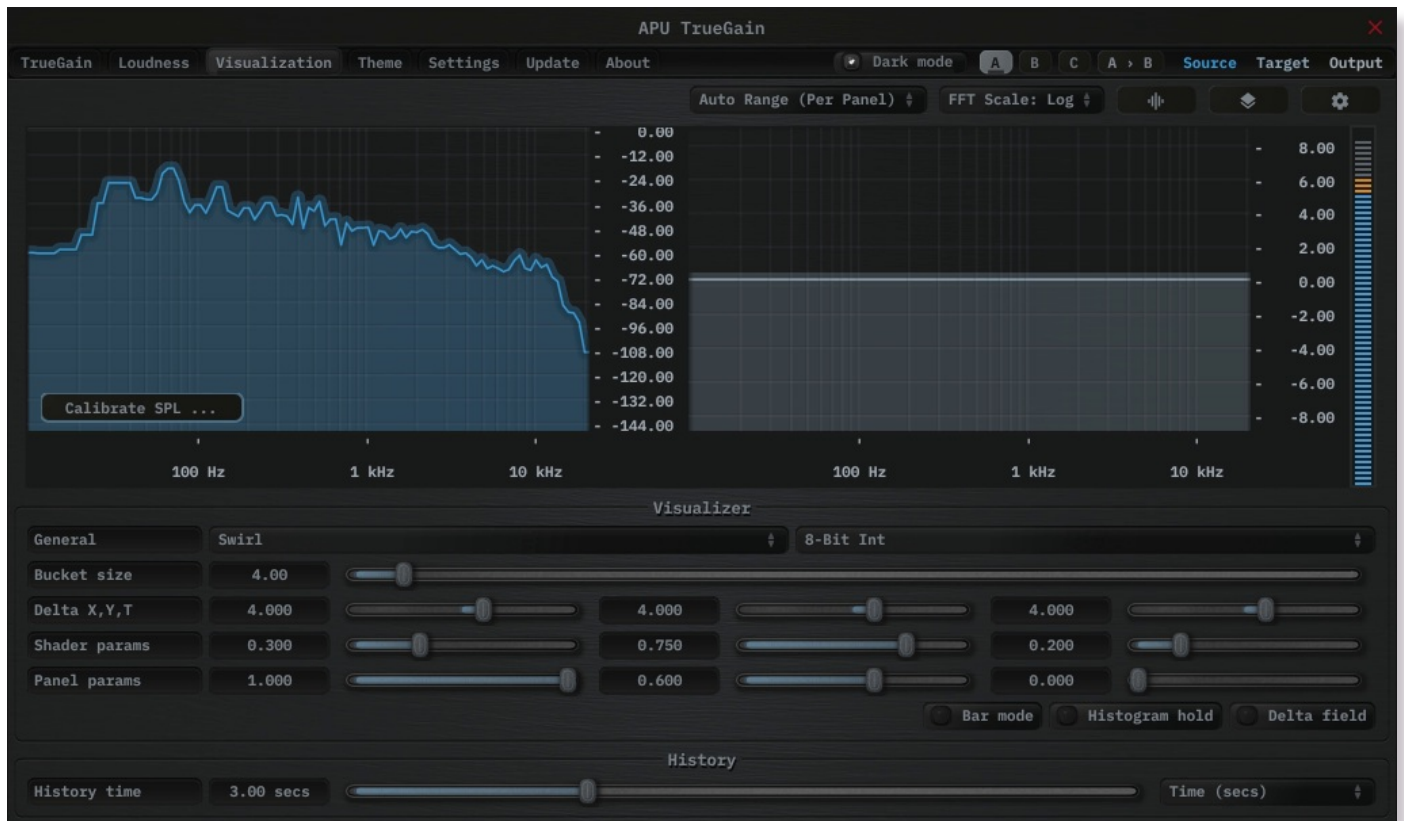 APU TrueGain
TrueGain Loudness Visualization Theme Settings Update About Dark mode A B C A › B Source Target Output
Auto Range (Per Panel) FFT Scale: Log
- 0.00
- -12.00
- -24.00
- -36.00
- -48.00
- -60.00
- -72.00
- -84.00
- -96.00
- -108.00
- -120.00
- -132.00
- -144.00
Calibrate SPL ...
100 Hz 1 kHz 10 kHz
- 8.00
- 6.00
- 4.00
- 2.00
- 0.00
- -2.00
- -4.00
- -6.00
- -8.00
100 Hz 1 kHz 10 kHz
Visualizer
General Swirl 8-Bit Int
Bucket size 4.00
Delta X,Y,T 4.000 4.000 4.000
Shader params 0.300 0.750 0.200
Panel params 1.000 0.600 0.000
Bar mode Histogram hold Delta field
History
History time 3.00 secs Time (secs)